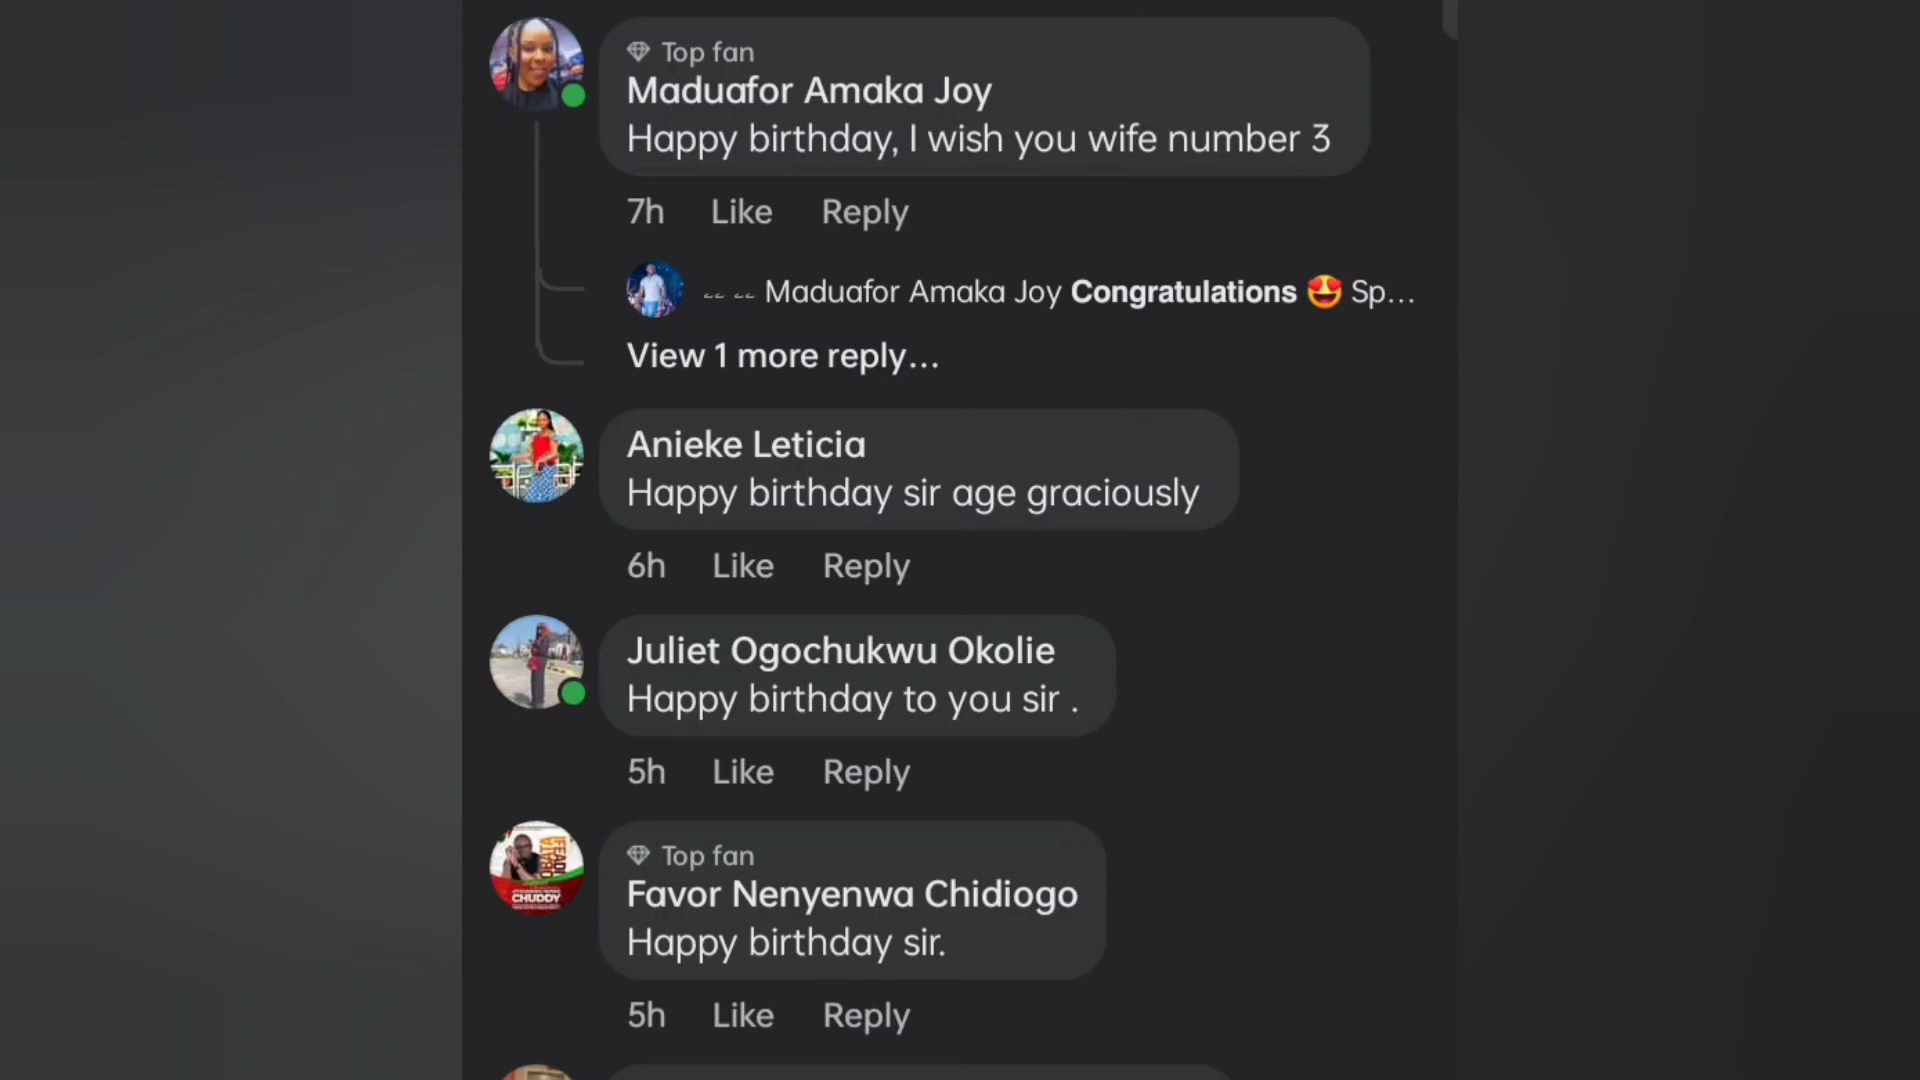 Top fan
Maduafor Amaka Joy
Happy birthday, I wish you wife number 3
7h Like Reply
Maduafor Amaka Joy Congratulations 😍 Sp...
View 1 more reply...
Anieke Leticia
Happy birthday sir age graciously
6h Like Reply
Juliet Ogochukwu Okolie
Happy birthday to you sir .
5h Like Reply
CHUDDY
Top fan
Favor Nenyenwa Chidiogo
Happy birthday sir.
5h Like Reply